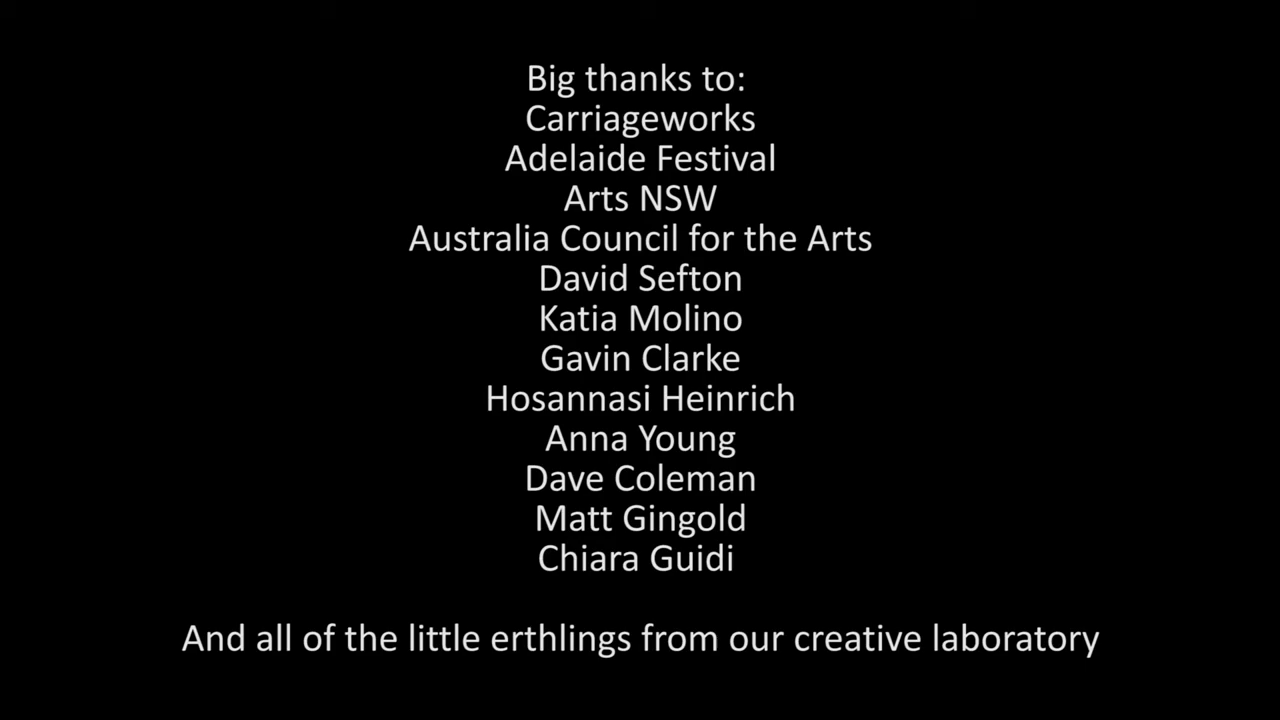 Big thanks to:
Carriageworks
Adelaide Festival
Arts NSW
Australia Council for the Arts
David Sefton
Katia Molino
Gavin Clarke
Hosannasi Heinrich
Anna Young
Dave Coleman
Matt Gingold
Chiara Guidi
And all of the little erthlings from our creative laboratory